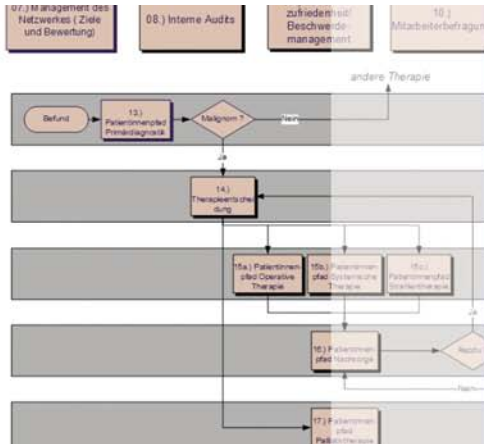 07.) Management des
Netzwerkes ( Ziele
und Bewertung)
08.) Interne Audits
zufriedenheit/
Beschwerde-
management
10.)
Mitarbeiterbefragung
andere Therapie
Befund
13.)
Patientinnenpfad
Primärdiagnostik
Malignom ?
Nein
Ja
14.)
Therapieentschei-
dung
15a.) Patientinnen-
pfad Operative
Therapie
15b.) Patientinnen-
pfad Systemische
Therapie
15c.)
Patientinnenpfad
Strahlentherapie
Ja
16.) Patientinnen-
pfad Nachsorge
Nein
17.) Patientinnen-
pfad
Palliativtherapie